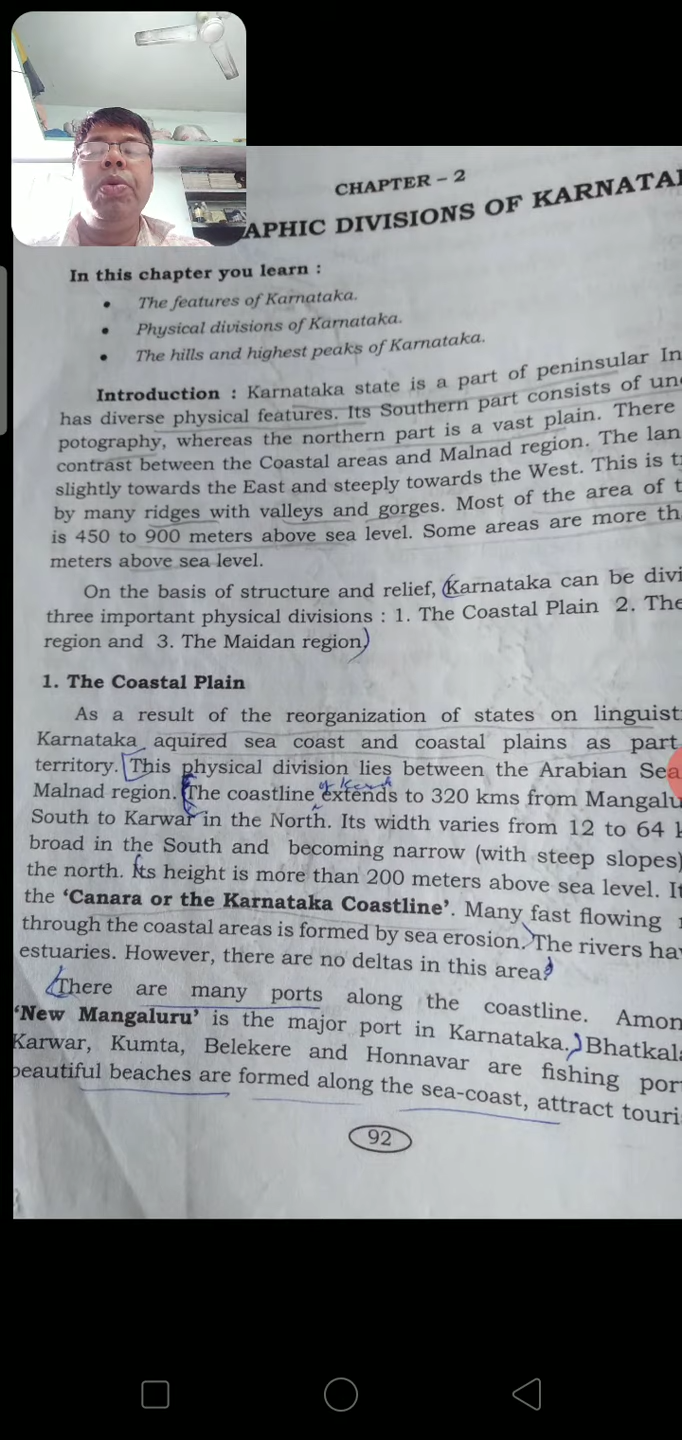 CHAPTER – 2
APHIC DIVISIONS OF KARNATA
In this chapter you learn :
• The features of Karnataka.
• Physical divisions of Karnataka.
• The hills and highest peaks of Karnataka.
Introduction : Karnataka state is a part of peninsular In
has diverse physical features. Its Southern part consists of un
potography, whereas the northern part is a vast plain. There
contrast between the Coastal areas and Malnad region. The lan
slightly towards the East and steeply towards the West. This is t
by many ridges with valleys and gorges. Most of the area of t
is 450 to 900 meters above sea level. Some areas are more th
meters above sea level.
On the basis of structure and relief, Karnataka can be divi
three important physical divisions : 1. The Coastal Plain 2. The
region and 3. The Maidan region
1. The Coastal Plain
As a result of the reorganization of states on linguist
Karnataka aquired sea coast and coastal plains as part
territory. This physical division lies between the Arabian Sea
Malnad region. The coastline extends to 320 kms from Mangalu
South to Karwar in the North. Its width varies from 12 to 64 k
broad in the South and becoming narrow (with steep slopes)
the north. Its height is more than 200 meters above sea level. It
the ‘Canara or the Karnataka Coastline’. Many fast flowing
through the coastal areas is formed by sea erosion. The rivers ha
estuaries. However, there are no deltas in this area.
There are many ports along the coastline. Amon
‘New Mangaluru’ is the major port in Karnataka. Bhatkal
Karwar, Kumta, Belekere and Honnavar are fishing por
beautiful beaches are formed along the sea-coast, attract touri
92